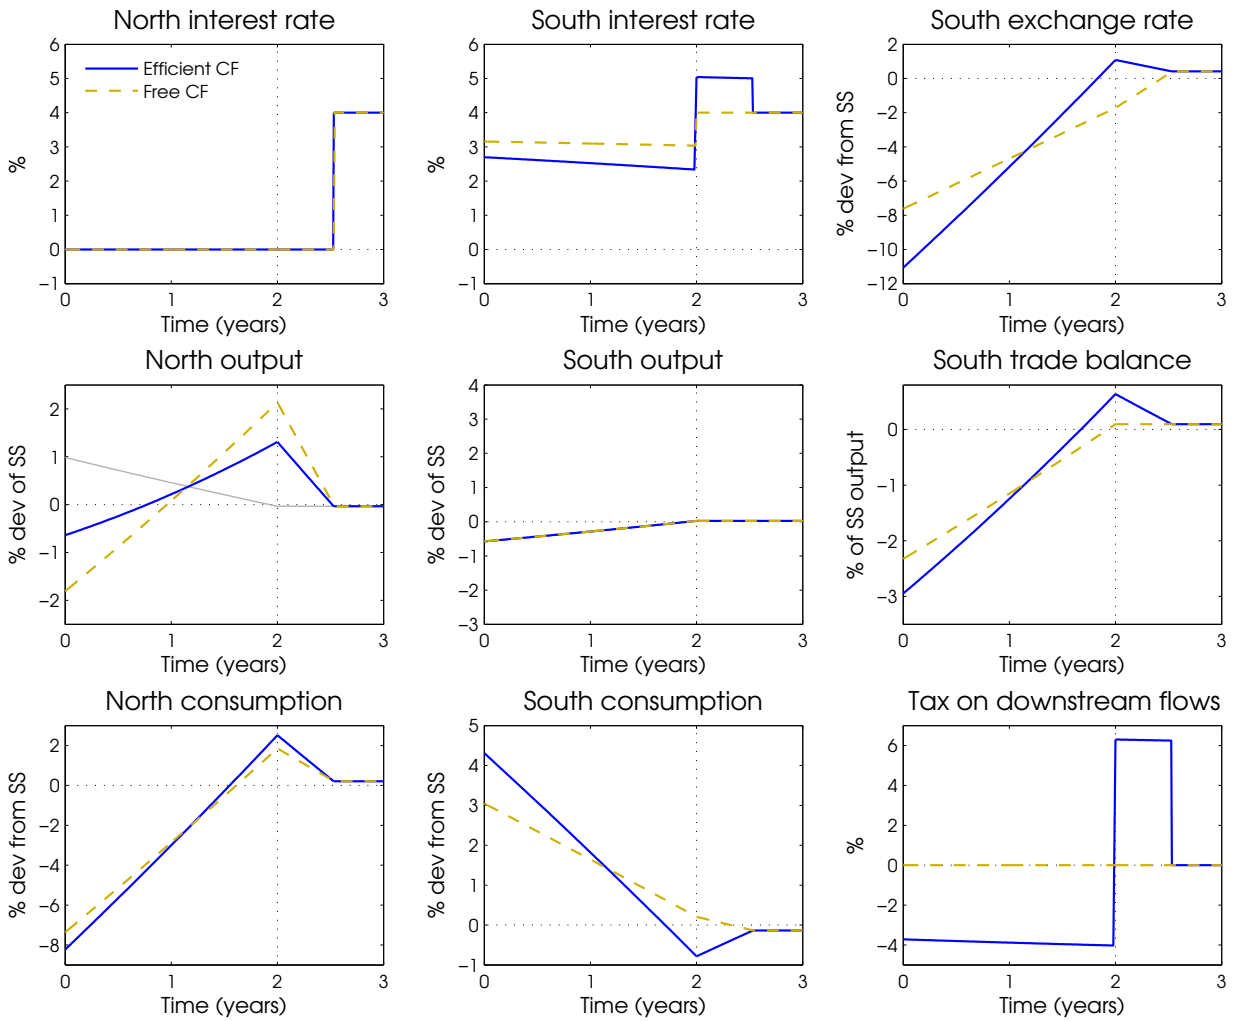 North interest rate
6
5
4
3
2
1
0
−1
%
Efficient CF
Free CF
0 1 2 3
Time (years)
South interest rate
6
5
4
3
2
1
0
−1
%
0 1 2 3
Time (years)
South exchange rate
2
0
−2
−4
−6
−8
−10
−12
% dev from SS
0 1 2 3
Time (years)
North output
2
1
0
−1
−2
% dev of SS
0 1 2 3
Time (years)
South output
4
3
2
1
0
−1
−2
−3
% dev of SS
0 1 2 3
Time (years)
South trade balance
0
−1
−2
−3
% of SS output
0 1 2 3
Time (years)
North consumption
2
0
−2
−4
−6
−8
% dev from SS
0 1 2 3
Time (years)
South consumption
5
4
3
2
1
0
−1
% dev from SS
0 1 2 3
Time (years)
Tax on downstream flows
6
4
2
0
−2
−4
%
0 1 2 3
Time (years)